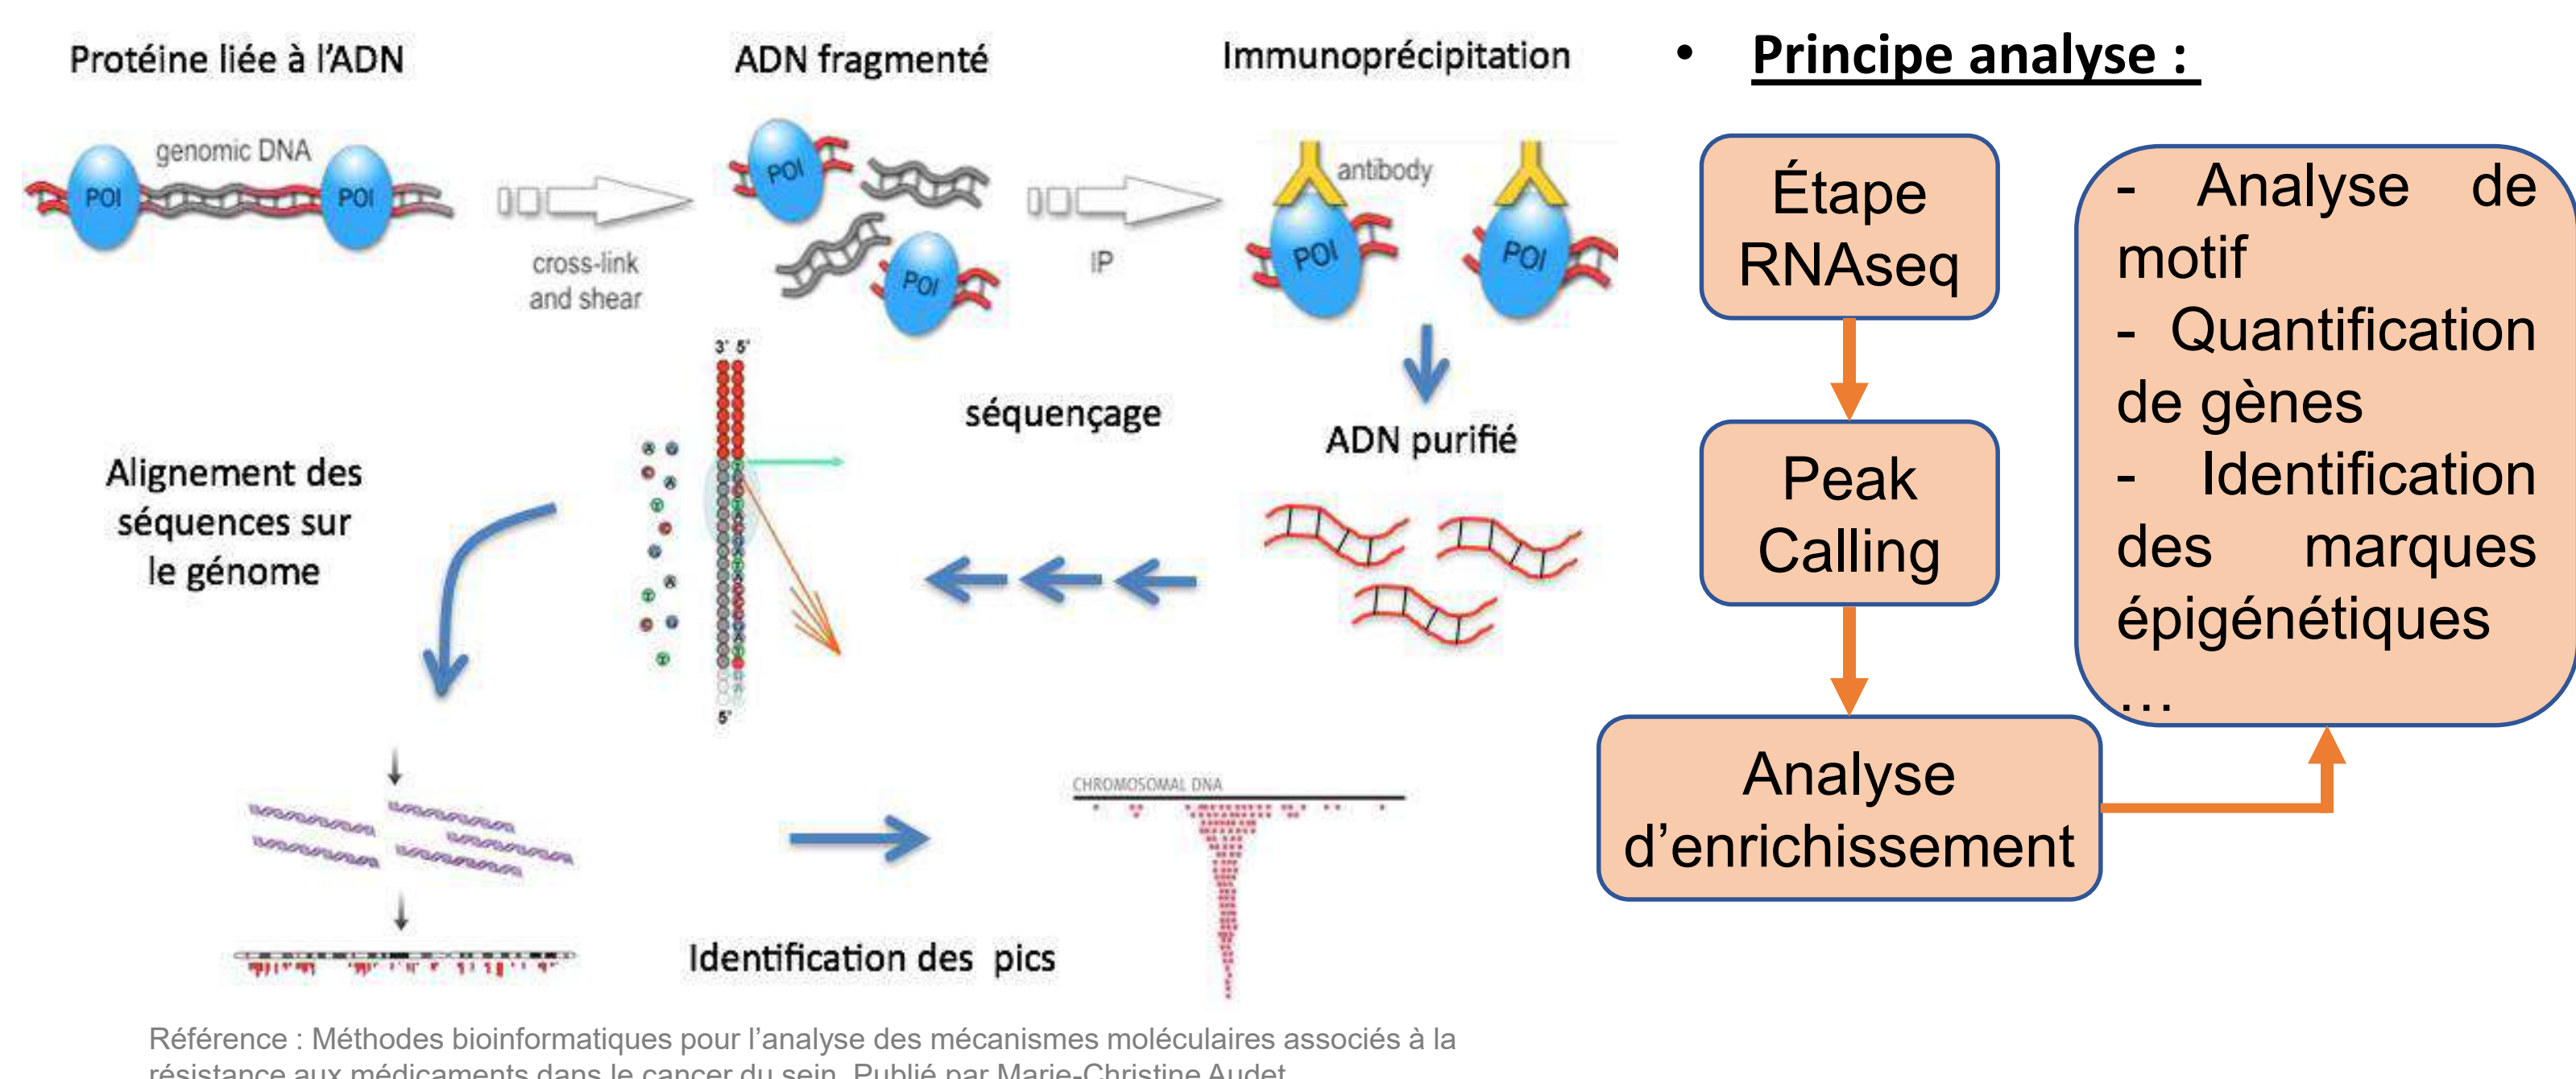 Protéine liée à l'ADN
ADN fragmenté
Immunoprécipitation
genomic DNA
POI
POI
cross-link
and shear
POI
POI
IP
antibody
POI
POI
3' 5'
séquençage
ADN purifié
Alignement des
séquences sur
le génome
5'
CHROMOSOMAL DNA
Identification des pics
Référence : Méthodes bioinformatiques pour l'analyse des mécanismes moléculaires associés à la
résistance aux médicaments dans le cancer du sein. Publié par Marie-Christine Audet
• Principe analyse :
Étape
RNAseq
Peak
Calling
Analyse
d'enrichissement
- Analyse de
motif
- Quantification
de gènes
- Identification
des marques
épigénétiques
…